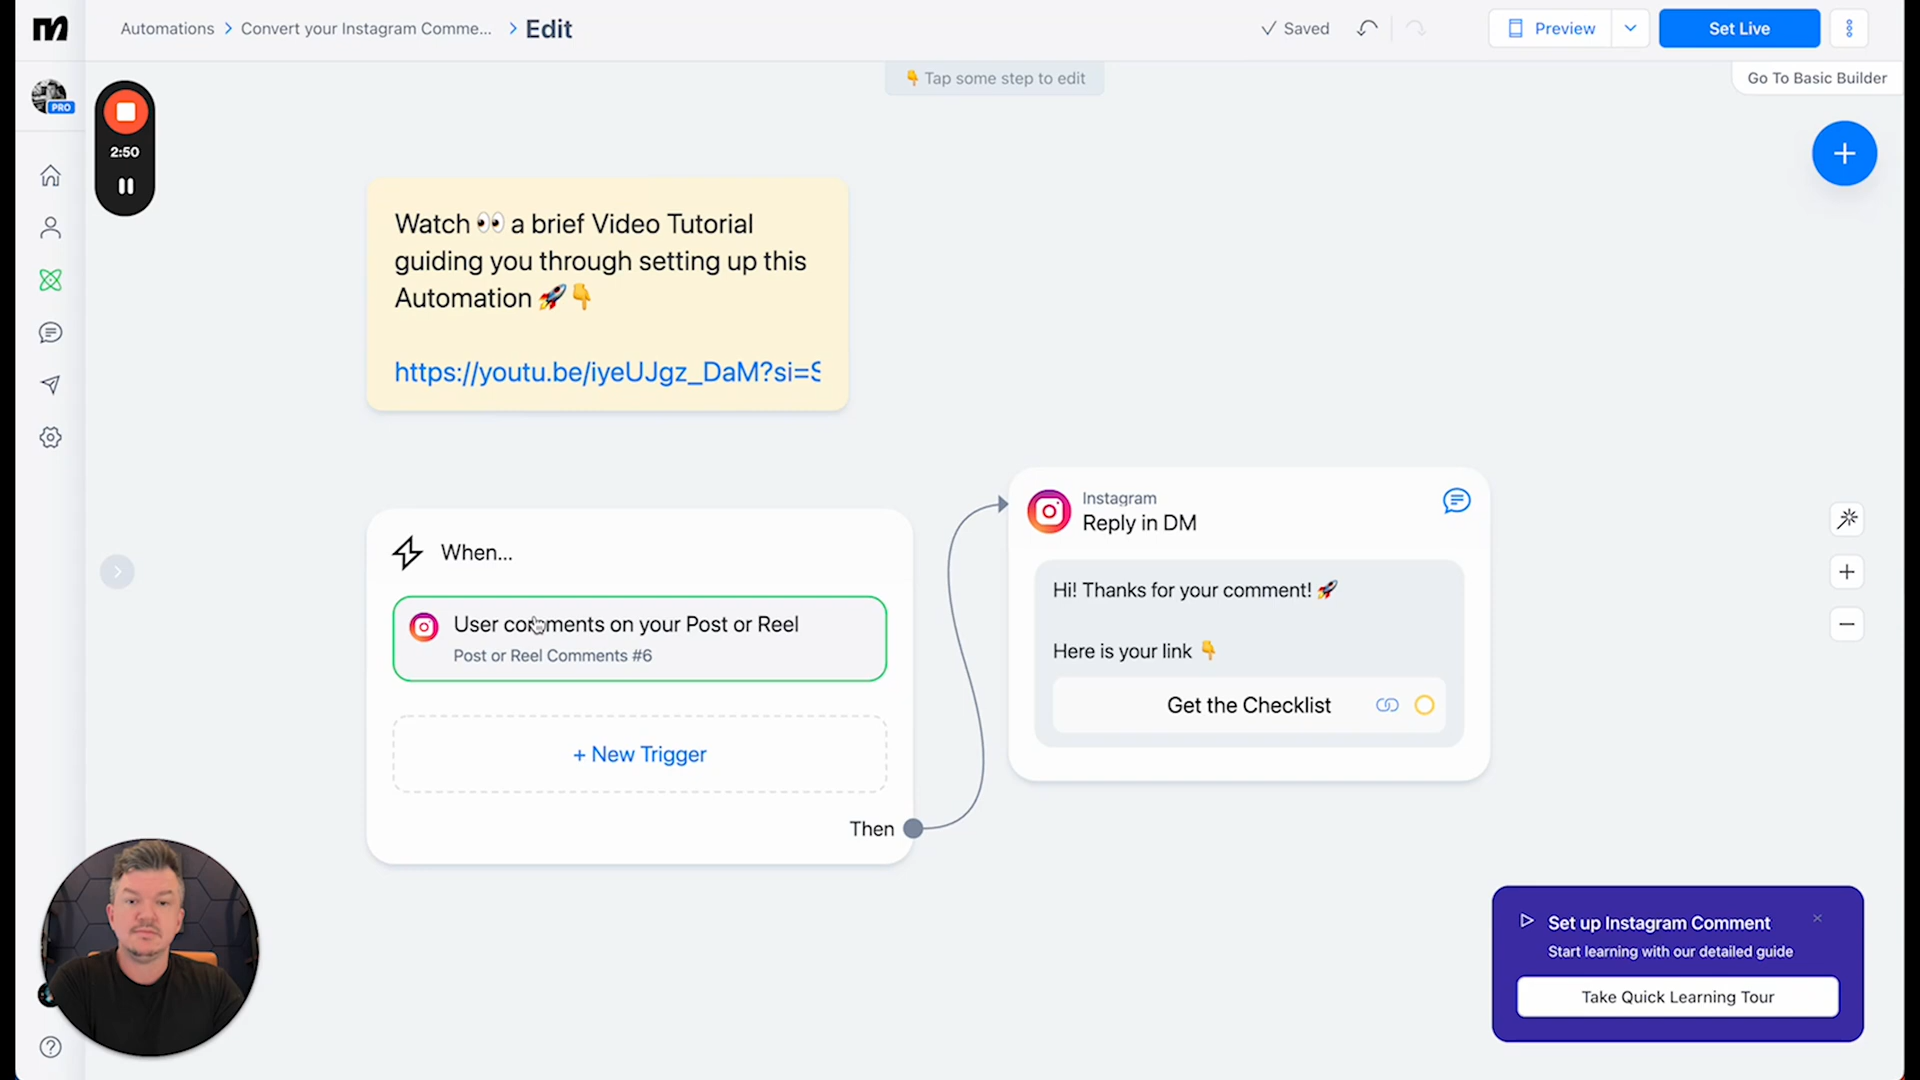 Automations > Convert your Instagram Comme... > Edit
Saved
Preview
Set Live
PRO
👇 Tap some step to edit
Go To Basic Builder
2:50
Watch 👀 a brief Video Tutorial
guiding you through setting up this
Automation 🚀👇
https://youtu.be/iyeUJgz_DaM?si=S
When...
User comments on your Post or Reel
Post or Reel Comments #6
+ New Trigger
Then
Instagram
Reply in DM
Hi! Thanks for your comment! 🚀
Here is your link 👇
Get the Checklist
Set up Instagram Comment
Start learning with our detailed guide
Take Quick Learning Tour